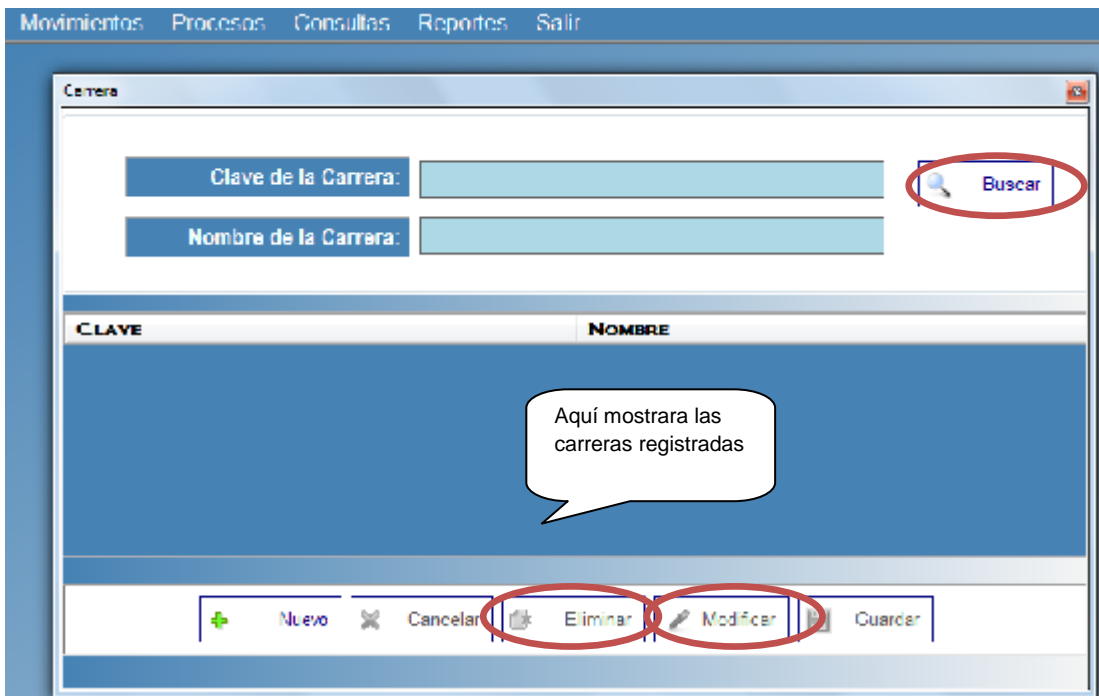 Movimientos Procesos Consultas Reportes Salir
Carrera
Clave de la Carrera:
Buscar
Nombre de la Carrera:
CLAVE NOMBRE
Aquí mostrara las
carreras registradas
Nuevo Cancelar Eliminar Modificar Guardar